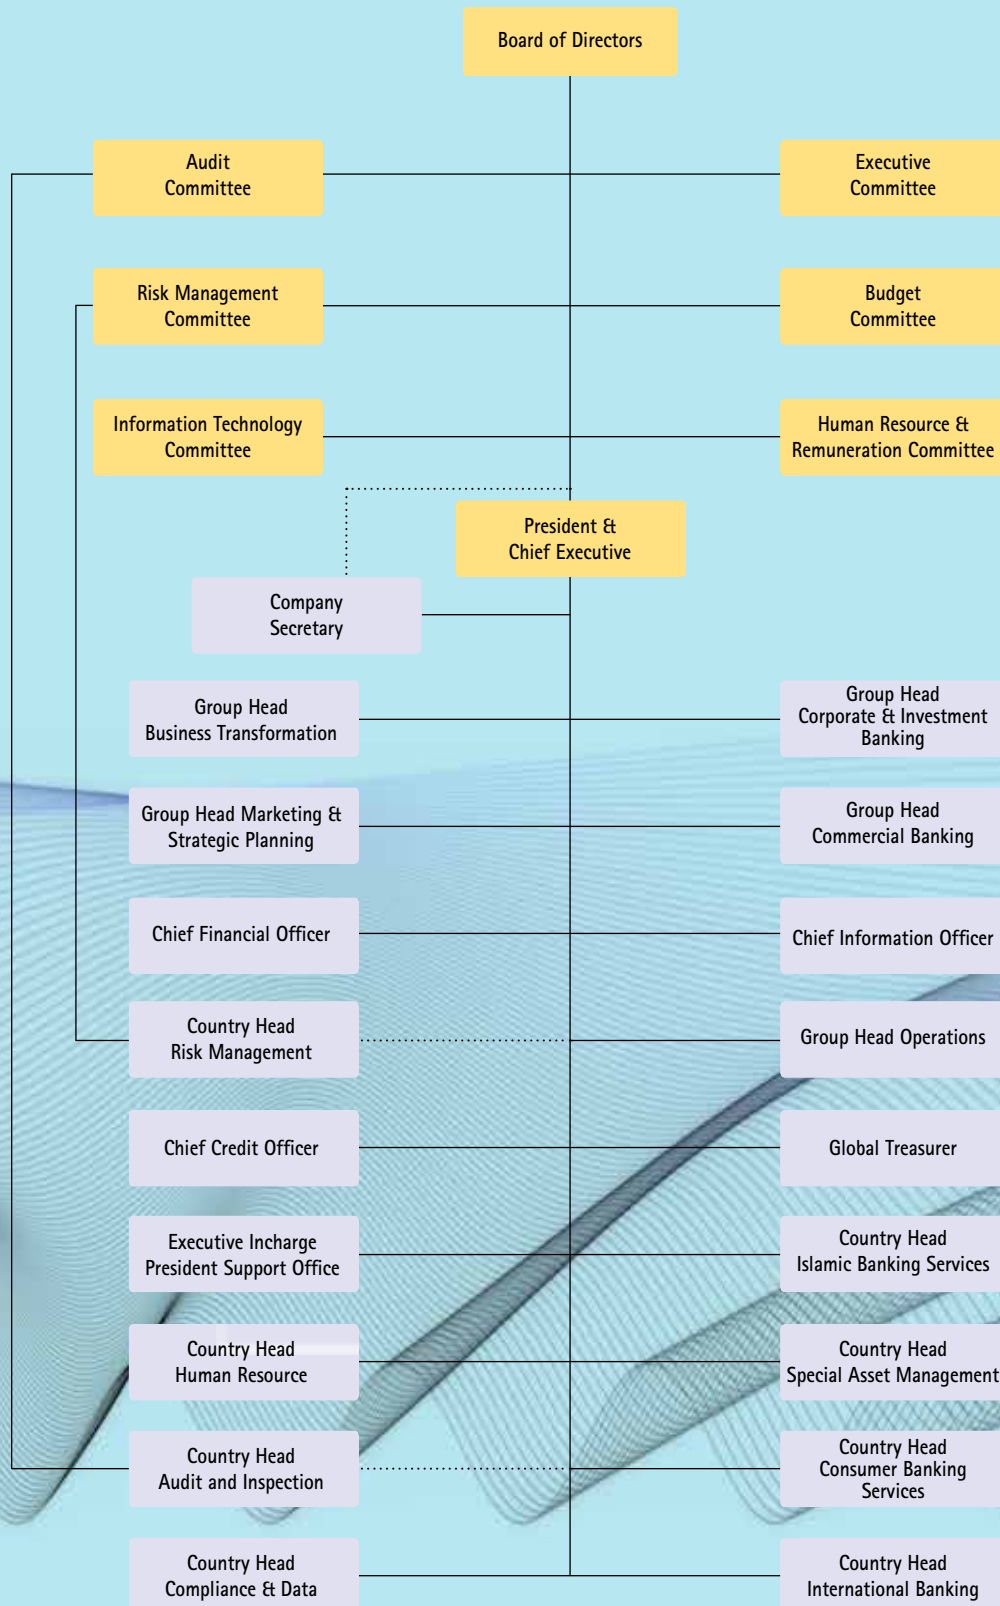 Board of Directors
Audit
Committee
Executive
Committee
Risk Management
Committee
Budget
Committee
Information Technology
Committee
Human Resource &
Remuneration Committee
President &
Chief Executive
Company
Secretary
Group Head
Business Transformation
Group Head
Corporate & Investment
Banking
Group Head Marketing &
Strategic Planning
Group Head
Commercial Banking
Chief Financial Officer
Chief Information Officer
Country Head
Risk Management
Group Head Operations
Chief Credit Officer
Global Treasurer
Executive Incharge
President Support Office
Country Head
Islamic Banking Services
Country Head
Human Resource
Country Head
Special Asset Management
Country Head
Audit and Inspection
Country Head
Consumer Banking
Services
Country Head
Compliance & Data
Country Head
International Banking